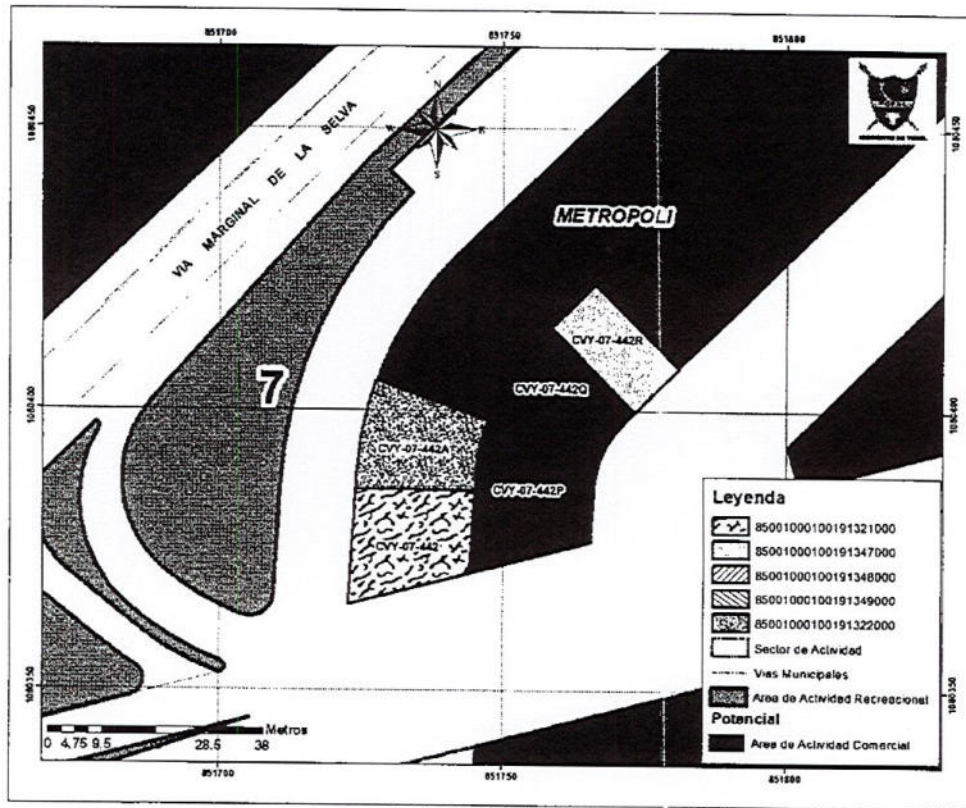 851700
851750
851800
1080450
1080450
VIA MARGINAL DE LA SELVA
N
S
METROPOLI
CVY-07-442R
CVY-07-442Q
7
1080400
1080400
CVY-07-442A
CVY-07-442P
CVY-07-442
Leyenda
85001000100191321000
85001000100191347000
85001000100191348000
85001000100191349000
85001000100191322000
Sector de Actividad
Vias Municipales
Area de Actividad Recreacional
Potencial
Area de Actividad Comercial
1080350
1080350
Metros
0 4,75 9.5 28.5 38
851700
851750
851800